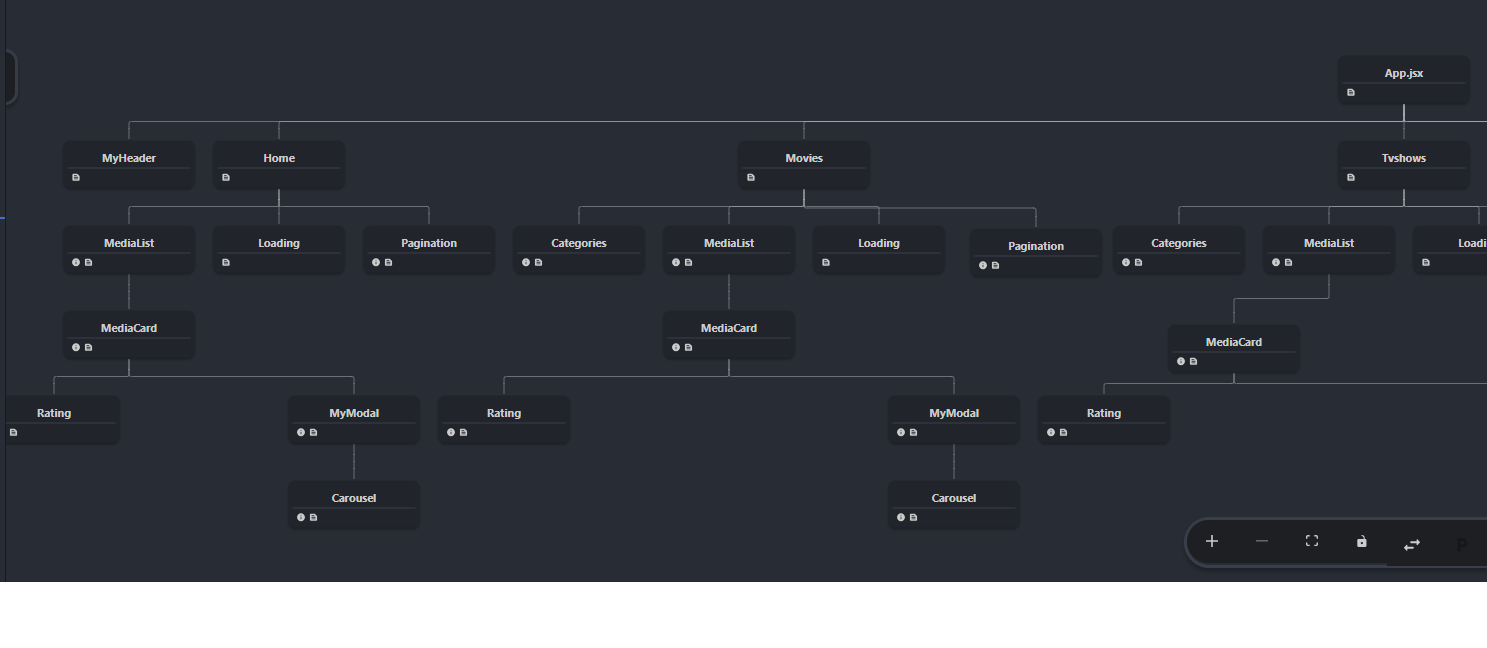 App.jsx
MyHeader
Home
Movies
Tvshows
MediaList
Loading
Pagination
Categories
MediaList
Loading
Pagination
Categories
MediaList
Loadi
MediaCard
MediaCard
MediaCard
Rating
MyModal
Rating
MyModal
Rating
Carousel
Carousel
P